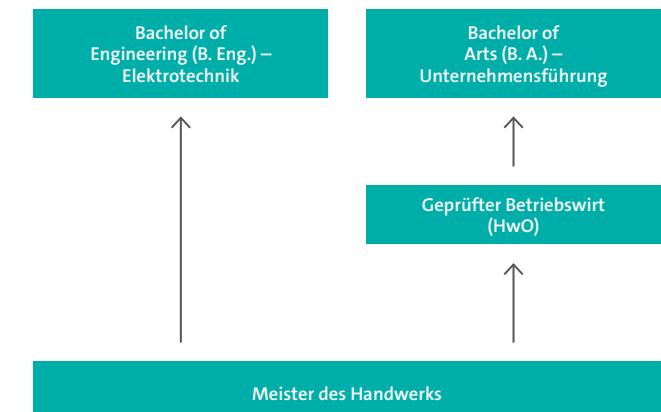 Bachelor of
Engineering (B. Eng.) –
Elektrotechnik
Bachelor of
Arts (B. A.) –
Unternehmensführung
Geprüfter Betriebswirt
(HwO)
Meister des Handwerks